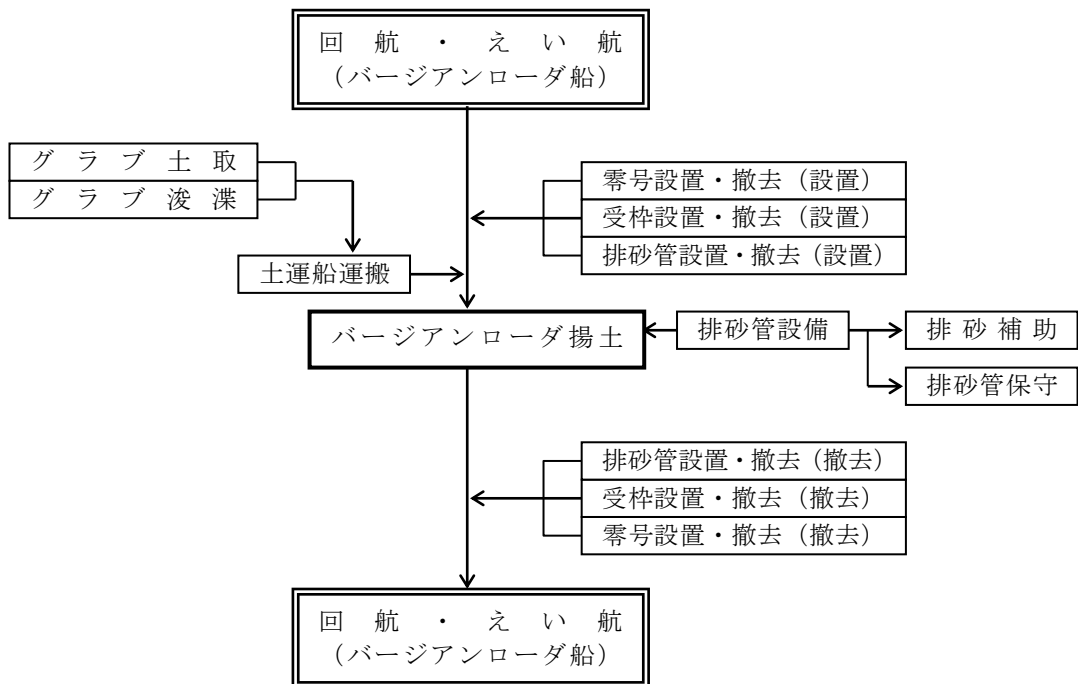 回航・えい航
（バージアンローダ船）
グラブ土取
グラブ浚渫
零号設置・撤去（設置）
受枠設置・撤去（設置）
排砂管設置・撤去（設置）
土運船運搬
バージアンローダ揚土
排砂管設備
排砂補助
排砂管保守
排砂管設置・撤去（撤去）
受枠設置・撤去（撤去）
零号設置・撤去（撤去）
回航・えい航
（バージアンローダ船）